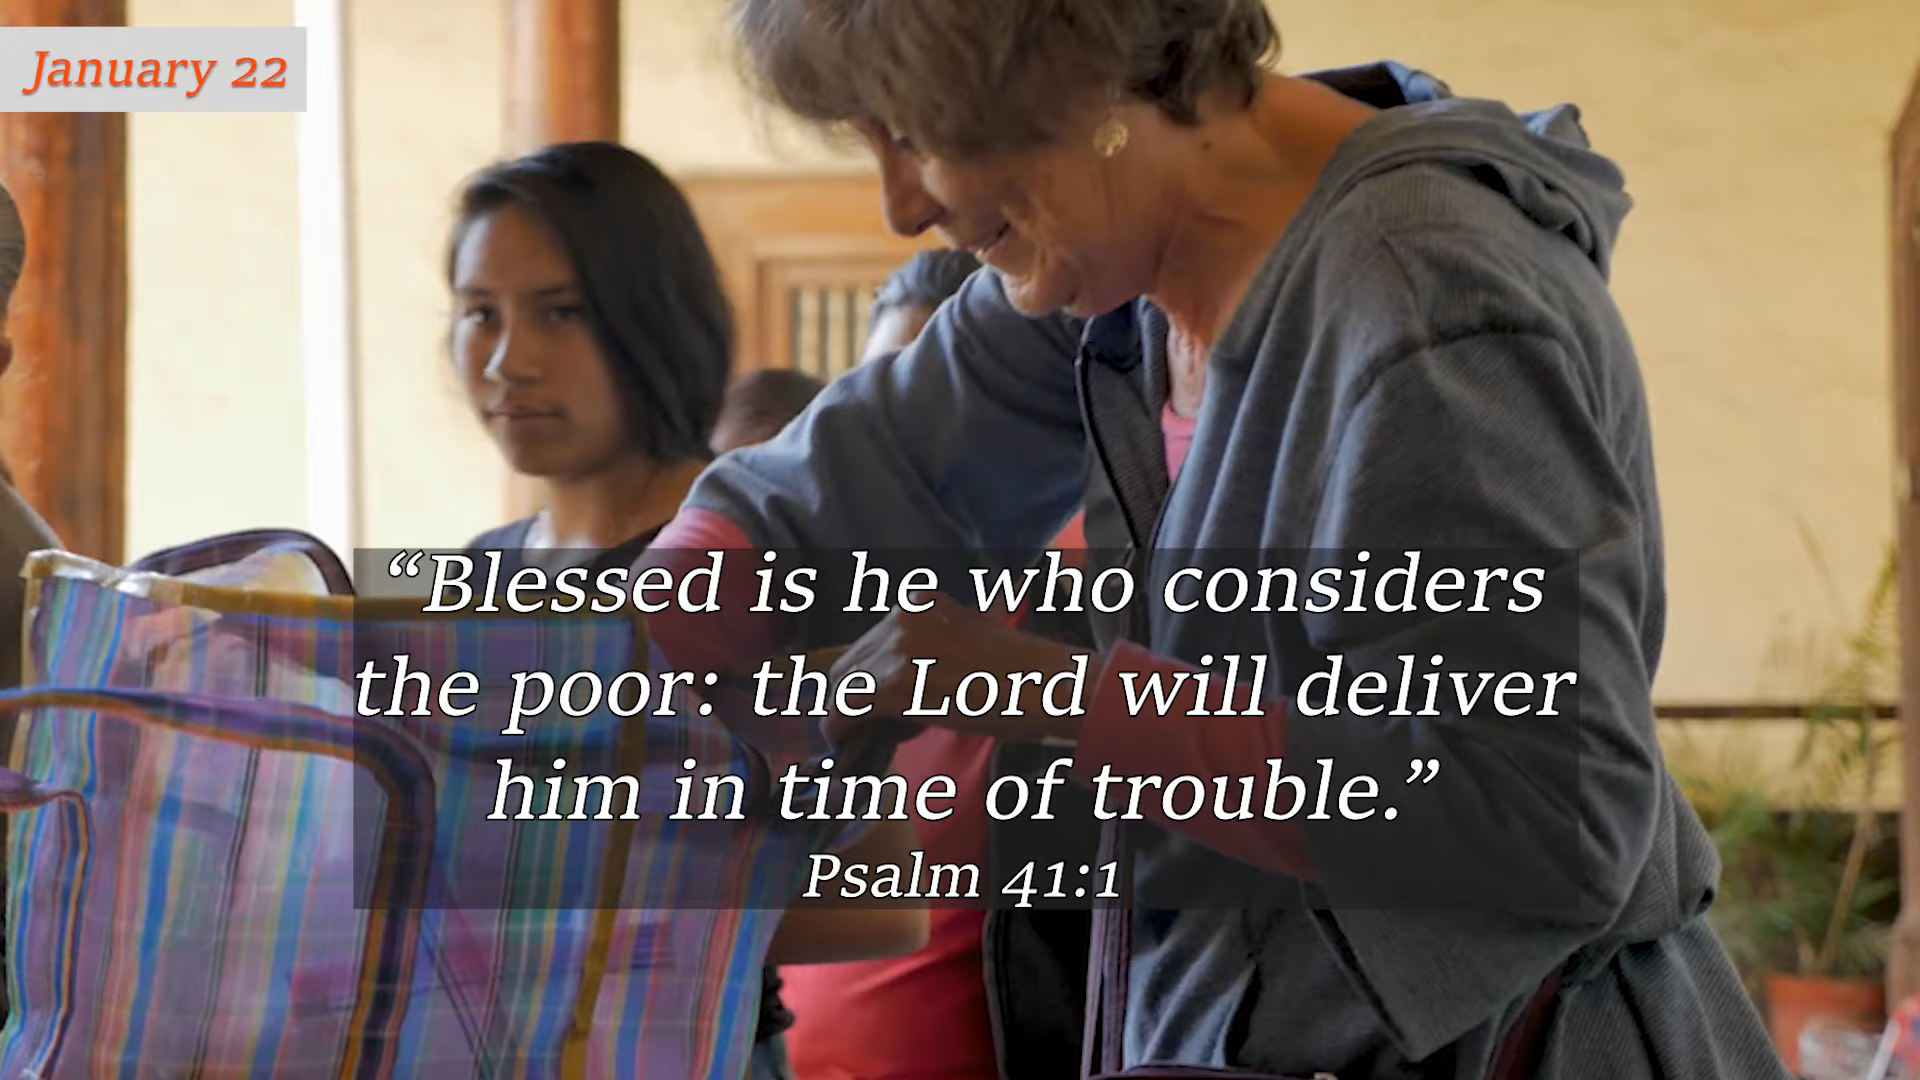 January 22
“Blessed is he who considers
the poor: the Lord will deliver
him in time of trouble.”
Psalm 41:1